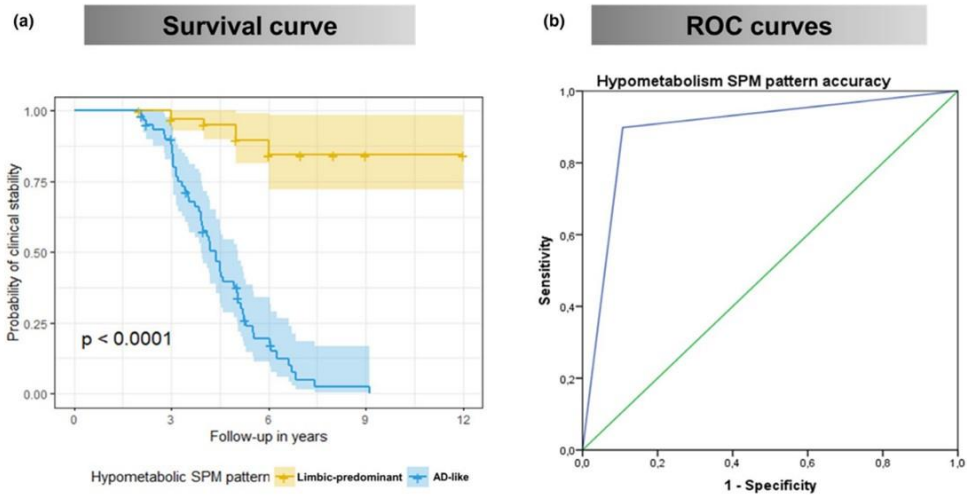 (a)
Survival curve
Probability of clinical stability
1.00
0.75
0.50
0.25
0.00
p < 0.0001
0
3
6
9
12
Follow-up in years
Hypometabolic SPM pattern
Limbic-predominant
AD-like
(b)
ROC curves
Hypometabolism SPM pattern accuracy
Sensitivity
1,0
0,8
0,6
0,4
0,2
0,0
0,0
0,2
0,4
0,6
0,8
1,0
1 - Specificity